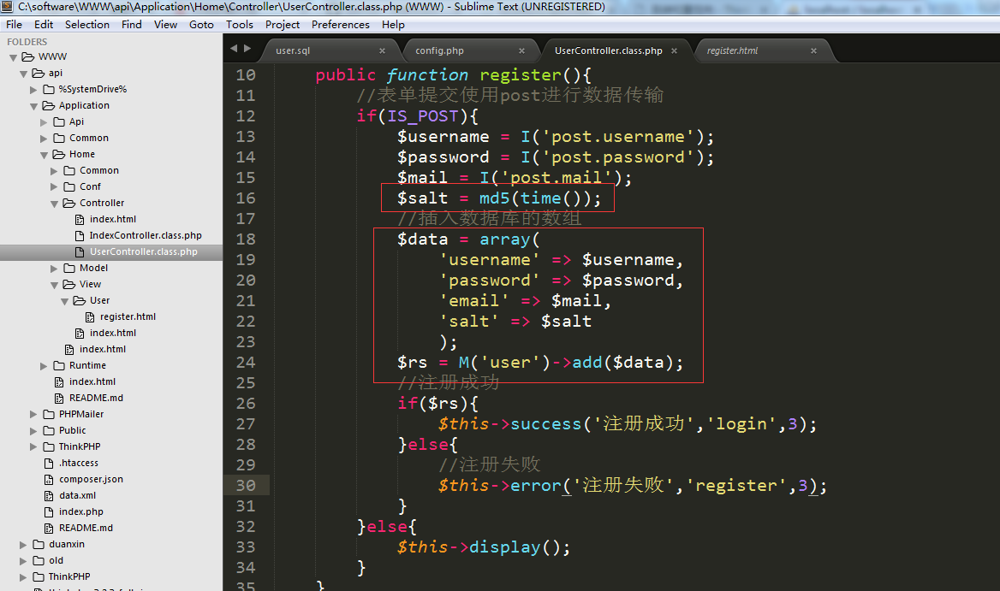 C:\software\WWW\api\Application\Home\Controller\UserController.class.php (WWW) - Sublime Text (UNREGISTERED)
File Edit Selection Find View Goto Tools Project Preferences Help
FOLDERS
WWW
api
%SystemDrive%
Application
Api
Common
Home
Common
Conf
Controller
index.html
IndexController.class.php
UserController.class.php
Model
View
User
register.html
index.html
index.html
Runtime
index.html
README.md
PHPMailer
Public
ThinkPHP
.htaccess
composer.json
data.xml
index.php
README.md
duanxin
old
ThinkPHP
user.sql × config.php × UserController.class.php × register.html ×
10 public function register(){
11 //表单提交使用post进行数据传输
12 if(IS_POST){
13 $username = I('post.username');
14 $password = I('post.password');
15 $mail = I('post.mail');
16 $salt = md5(time());
17 //插入数据库的数组
18 $data = array(
19 'username' => $username,
20 'password' => $password,
21 'email' => $mail,
22 'salt' => $salt
23 );
24 $rs = M('user')->add($data);
25 //注册成功
26 if($rs){
27 $this->success('注册成功','login',3);
28 }else{
29 //注册失败
30 $this->error('注册失败','register',3);
31 }
32 }else{
33 $this->display();
34 }
35 }